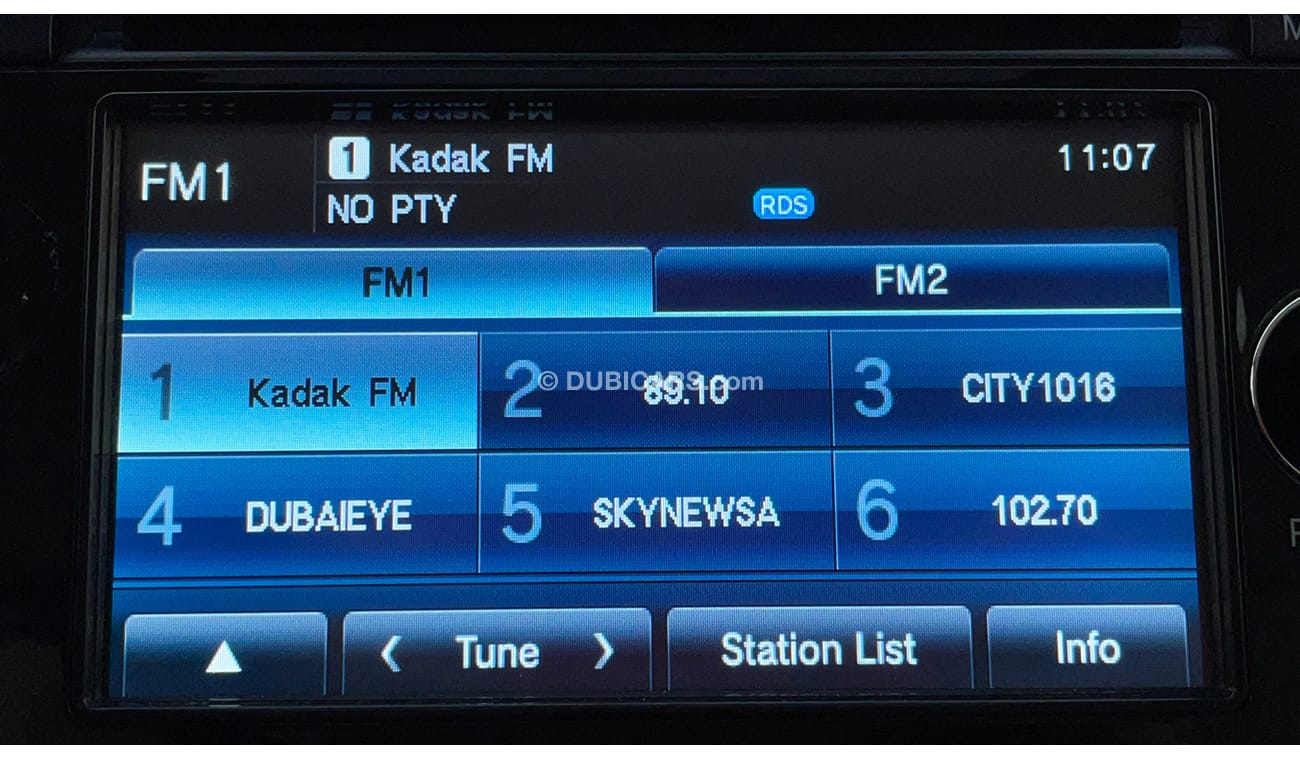 FM1
1 Kadak FM
11:07
NO PTY
RDS
FM1
FM2
1 Kadak FM
2 89.10
3 CITY1016
4 DUBAIEYE
5 SKYNEWSA
6 102.70
Tune
Station List
Info
© DUBICARS.com